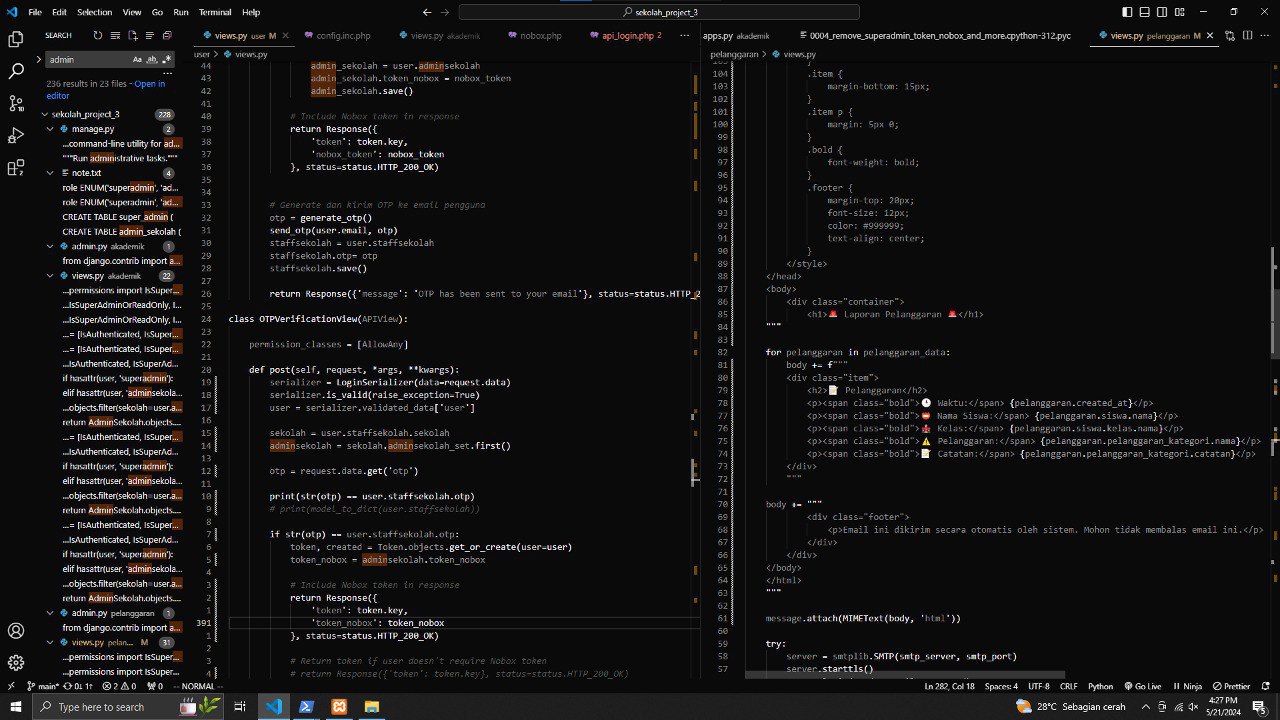 File Edit Selection View Go Run Terminal Help
sekolah_project_3
SEARCH
admin
Aa ab .*
236 results in 23 files - Open in
editor
sekolah_project_3 228
manage.py 2
...command-line utility for ad...
"""Run administrative tasks."""
note.txt 4
role ENUM('superadmin', 'ad...
role ENUM('superadmin', 'ad...
CREATE TABLE super_admin (
CREATE TABLE admin_sekolah (
admin.py akademik 1
from django.contrib import a...
views.py akademik 22
...permissions import IsSuper...
...IsSuperAdminOrReadOnly, I...
...IsSuperAdminOrReadOnly, I...
= [IsAuthenticated, IsSuper...
= [IsAuthenticated, IsSuper...
...IsAuthenticated, IsSuperAd...
if hasattr(user, 'superadmin'):
elif hasattr(user, 'adminsekola...
...objects.filter(sekolah=user.a...
return AdminSekolah.objects...
...= [IsAuthenticated, IsSuper...
...IsAuthenticated, IsSuperAd...
if hasattr(user, 'superadmin'):
elif hasattr(user, 'adminsekola...
...objects.filter(sekolah=user.a...
return AdminSekolah.objects...
...= [IsAuthenticated, IsSuper...
...IsAuthenticated, IsSuperAd...
if hasattr(user, 'superadmin'):
elif hasattr(user, 'adminsekola...
...objects.filter(sekolah=user.a...
return AdminSekolah.objects...
admin.py pelanggaran 1
from django.contrib import a...
views.py pelan... M 31
...permissions import IsSuper...
views.py user M
config.inc.php
views.py akademik
nobox.php
api_login.php 2
user > views.py
44 admin_sekolah = user.adminsekolah
43 admin_sekolah.token_nobox = nobox_token
42 admin_sekolah.save()
41
40 # Include Nobox token in response
39 return Response({
38 'token': token.key,
37 'nobox_token': nobox_token
36 }, status=status.HTTP_200_OK)
35
34
33 # Generate dan kirim OTP ke email pengguna
32 otp = generate_otp()
31 send_otp(user.email, otp)
30 staffsekolah = user.staffsekolah
29 staffsekolah.otp= otp
28 staffsekolah.save()
27
26 return Response({'message': 'OTP has been sent to your email'}, status=status.HTTP_2
25
24 class OTPVerificationView(APIView):
23
22 permission_classes = [AllowAny]
21
20 def post(self, request, *args, **kwargs):
19 serializer = LoginSerializer(data=request.data)
18 serializer.is_valid(raise_exception=True)
17 user = serializer.validated_data['user']
16
15 sekolah = user.staffsekolah.sekolah
14 adminsekolah = sekolah.adminsekolah_set.first()
13
12 otp = request.data.get('otp')
11
10 print(str(otp) == user.staffsekolah.otp)
9 # print(model_to_dict(user.staffsekolah))
8
7 if str(otp) == user.staffsekolah.otp:
6 token, created = Token.objects.get_or_create(user=user)
5 token_nobox = adminsekolah.token_nobox
4
3 # Include Nobox token in response
2 return Response({
1 'token': token.key,
391 'token_nobox': token_nobox
1 }, status=status.HTTP_200_OK)
2
3 # Return token if user doesn't require Nobox token
4 # return Response({'token': token.key}, status=status.HTTP_200_OK)
apps.py akademik
0004_remove_superadmin_token_nobox_and_more.cpython-312.pyc
views.py pelanggaran M
pelanggaran > views.py
105 }
104 .item {
103 margin-bottom: 15px;
102 }
101 .item p {
100 margin: 5px 0;
99 }
98 .bold {
97 font-weight: bold;
96 }
95 .footer {
94 margin-top: 20px;
93 font-size: 12px;
92 color: #999999;
91 text-align: center;
90 }
89 </style>
88 </head>
87 <body>
86 <div class="container">
85 <h1>🚨 Laporan Pelanggaran 🚨</h1>
84 """
83
82 for pelanggaran in pelanggaran_data:
81 body += f"""
80 <div class="item">
79 <h2>📝 Pelanggaran</h2>
78 <p><span class="bold">🕒 Waktu:</span> {pelanggaran.created_at}</p>
77 <p><span class="bold">📛 Nama Siswa:</span> {pelanggaran.siswa.nama}</p>
76 <p><span class="bold">🏫 Kelas:</span> {pelanggaran.siswa.kelas.nama}</p>
75 <p><span class="bold">⚠️ Pelanggaran:</span> {pelanggaran.pelanggaran_kategori.nama}</p>
74 <p><span class="bold">📝 Catatan:</span> {pelanggaran.pelanggaran_kategori.catatan}</p>
73 </div>
72 """
71
70 body += """
69 <div class="footer">
68 <p>Email ini dikirim secara otomatis oleh sistem. Mohon tidak membalas email ini.</p>
67 </div>
66 </div>
65 </body>
64 </html>
63 """
62
61 message.attach(MIMEText(body, 'html'))
60
59 try:
58 server = smtplib.SMTP(smtp_server, smtp_port)
57 server.starttls()
10
main* 0↓ 1↑ 2 0 0 -- NORMAL --
Ln 282, Col 18 Spaces: 4 UTF-8 CRLF Python Go Live Ninja Prettier
Type here to search
28°C Sebagian cerah
4:27 PM
5/21/2024
5